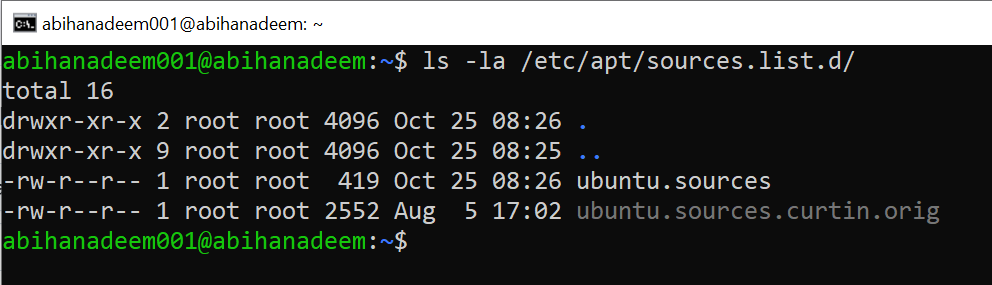 abihanadeem001@abihanadeem: ~
abihanadeem001@abihanadeem:~$ ls -la /etc/apt/sources.list.d/
total 16
drwxr-xr-x 2 root root 4096 Oct 25 08:26 .
drwxr-xr-x 9 root root 4096 Oct 25 08:25 ..
-rw-r--r-- 1 root root  419 Oct 25 08:26 ubuntu.sources
-rw-r--r-- 1 root root 2552 Aug  5 17:02 ubuntu.sources.curtin.orig
abihanadeem001@abihanadeem:~$